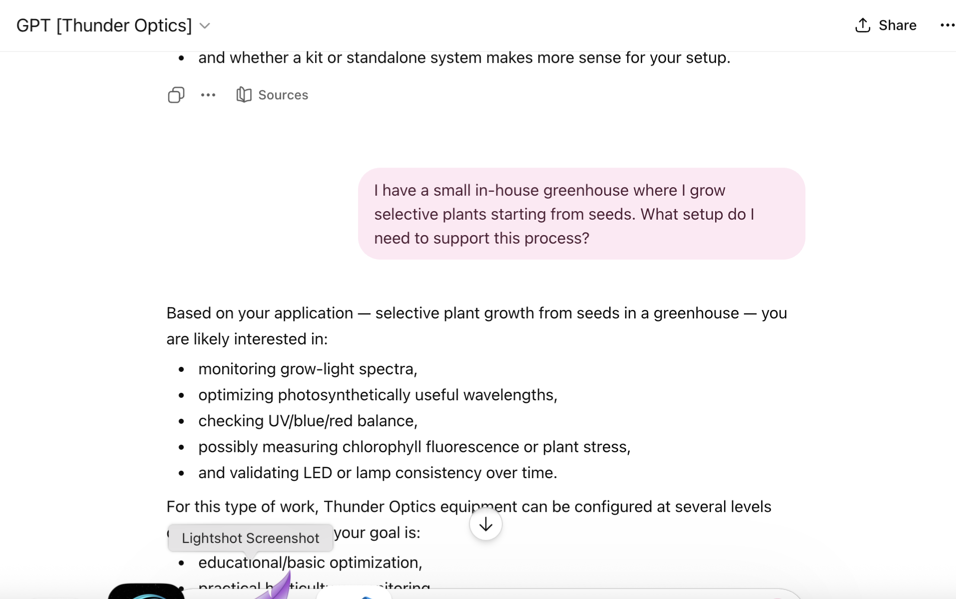 GPT [Thunder Optics]
Share
• and whether a kit or standalone system makes more sense for your setup.
Sources
I have a small in-house greenhouse where I grow
selective plants starting from seeds. What setup do I
need to support this process?
Based on your application — selective plant growth from seeds in a greenhouse — you
are likely interested in:
• monitoring grow-light spectra,
• optimizing photosynthetically useful wavelengths,
• checking UV/blue/red balance,
• possibly measuring chlorophyll fluorescence or plant stress,
• and validating LED or lamp consistency over time.
For this type of work, Thunder Optics equipment can be configured at several levels
your goal is:
Lightshot Screenshot
• educational/basic optimization,
• practical